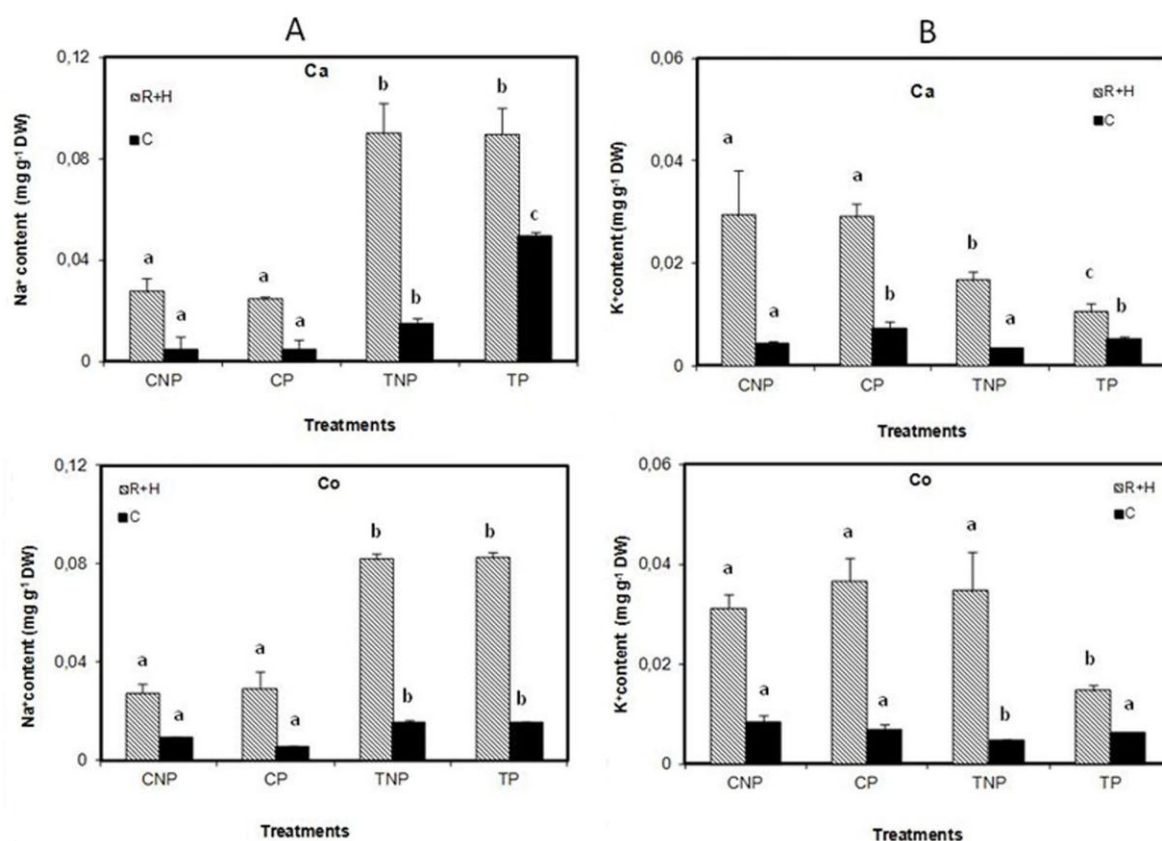 A
B
Ca
R+H
C
0,12
0,08
0,04
0
Na⁺ content (mg g⁻¹ DW)
a
a
a
a
b
b
b
c
CNP
CP
TNP
TP
Treatments
Ca
R+H
C
0,06
0,04
0,02
0
K⁺content (mg g⁻¹ DW)
a
a
a
b
b
a
c
b
CNP
CP
TNP
TP
Treatments
Co
R+H
C
0,12
0,08
0,04
0
Na⁺content (mg g⁻¹ DW)
a
a
a
a
b
b
b
b
CNP
CP
TNP
TP
Treatments
Co
R+H
C
0,06
0,04
0,02
0
K⁺content (mg g⁻¹ DW)
a
a
a
a
a
b
b
a
CNP
CP
TNP
TP
Treatments